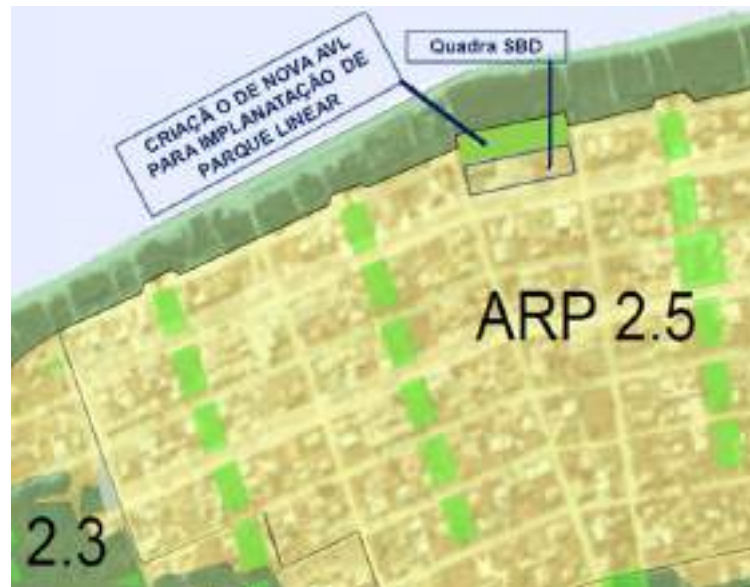 CRIAÇÃ O DE NOVA AVL
PARA IMPLANATAÇÃO DE
PARQUE LINEAR
Quadra SBD
ARP 2.5
2.3